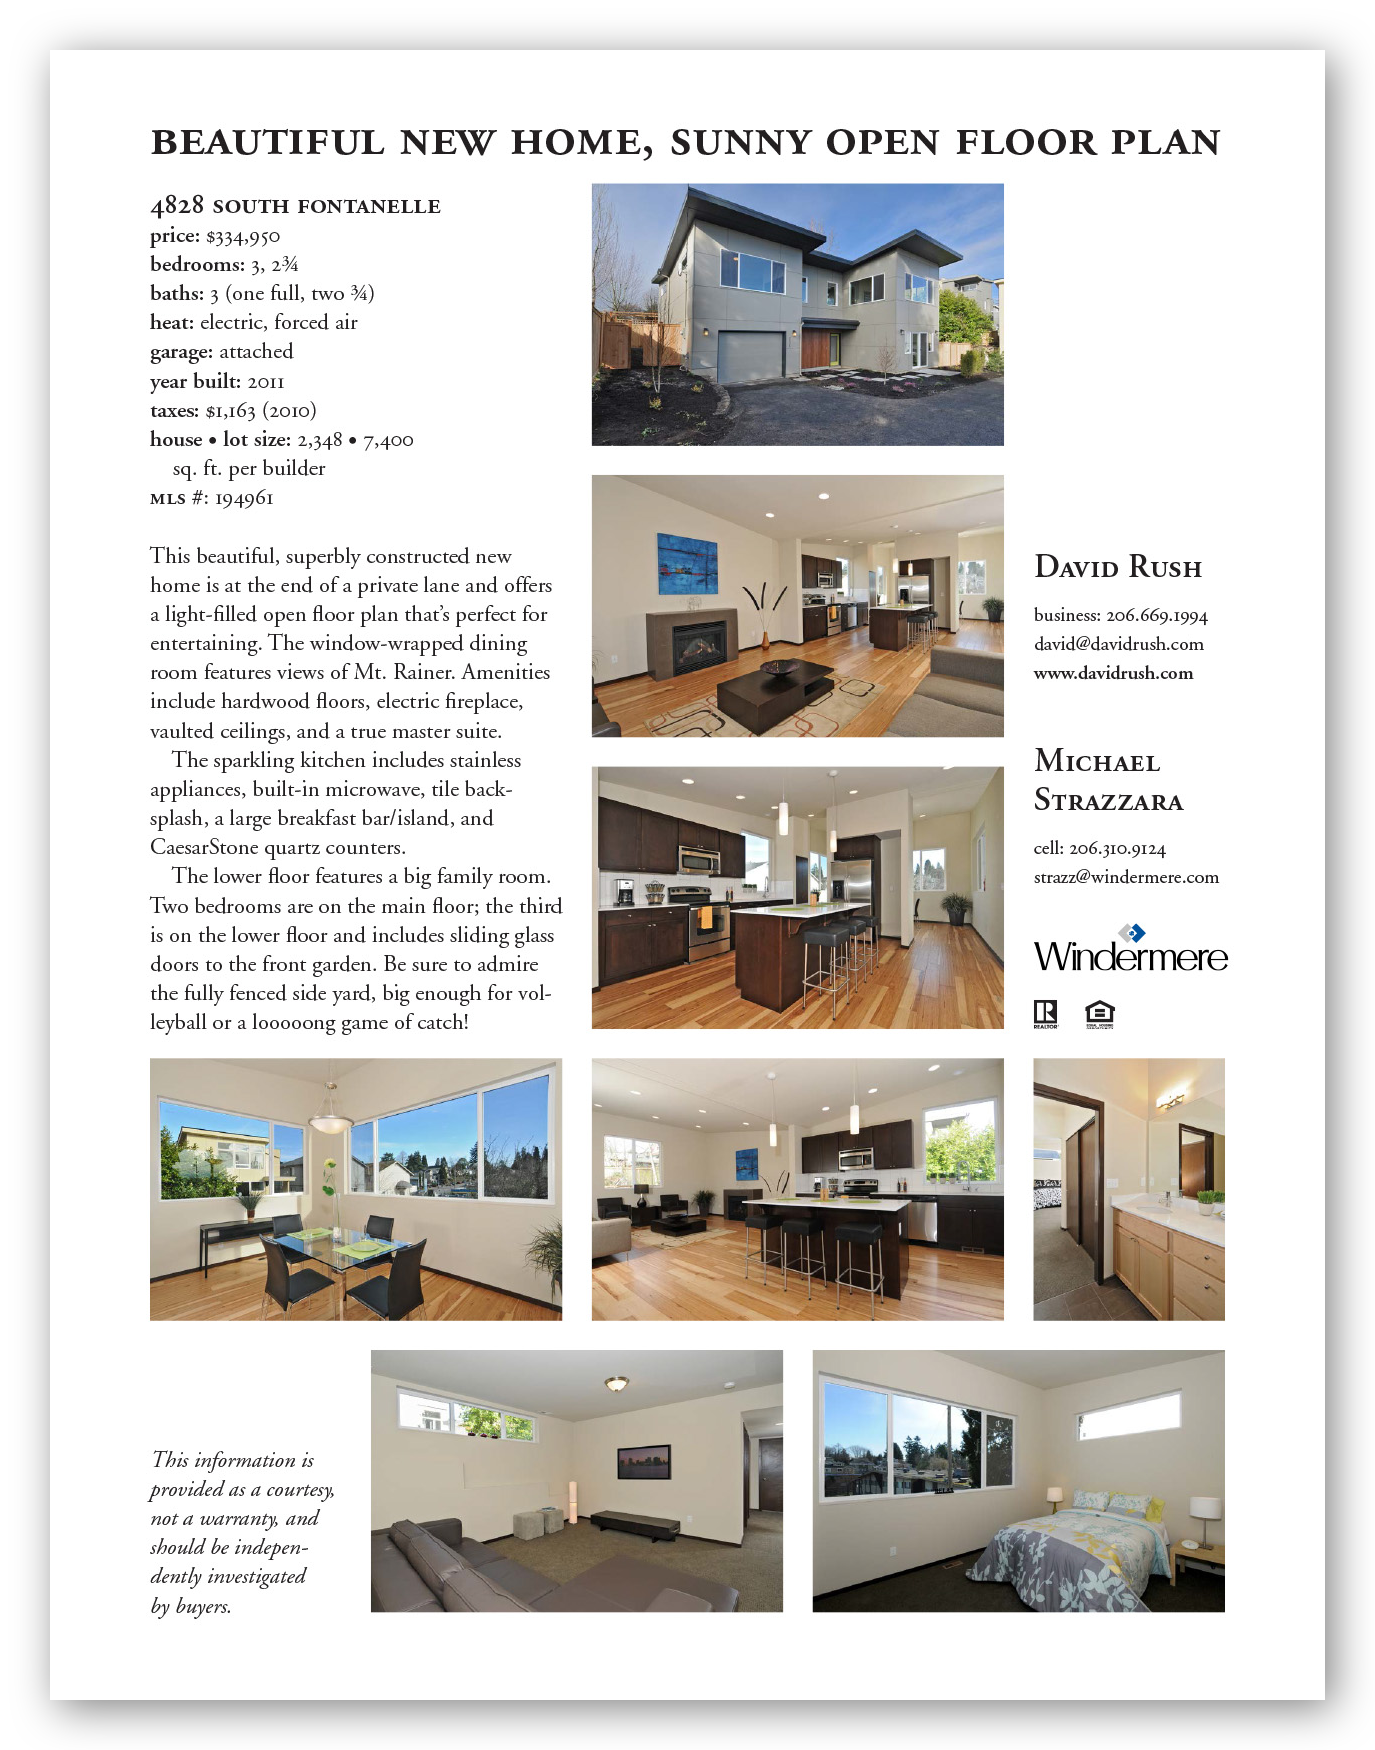 BEAUTIFUL NEW HOME, SUNNY OPEN FLOOR PLAN
4828 SOUTH FONTANELLE
price: $334,950
bedrooms: 3, 2¾
baths: 3 (one full, two ¾)
heat: electric, forced air
garage: attached
year built: 2011
taxes: $1,163 (2010)
house • lot size: 2,348 • 7,400
sq. ft. per builder
MLS #: 194961
This beautiful, superbly constructed new
home is at the end of a private lane and offers
a light-filled open floor plan that's perfect for
entertaining. The window-wrapped dining
room features views of Mt. Rainer. Amenities
include hardwood floors, electric fireplace,
vaulted ceilings, and a true master suite.
The sparkling kitchen includes stainless
appliances, built-in microwave, tile back-
splash, a large breakfast bar/island, and
CaesarStone quartz counters.
The lower floor features a big family room.
Two bedrooms are on the main floor; the third
is on the lower floor and includes sliding glass
doors to the front garden. Be sure to admire
the fully fenced side yard, big enough for vol-
leyball or a looooong game of catch!
David Rush
business: 206.669.1994
david@davidrush.com
www.davidrush.com
Michael
Strazzara
cell: 206.310.9124
strazz@windermere.com
Windermere
REALTOR
This information is
provided as a courtesy,
not a warranty, and
should be indepen-
dently investigated
by buyers.